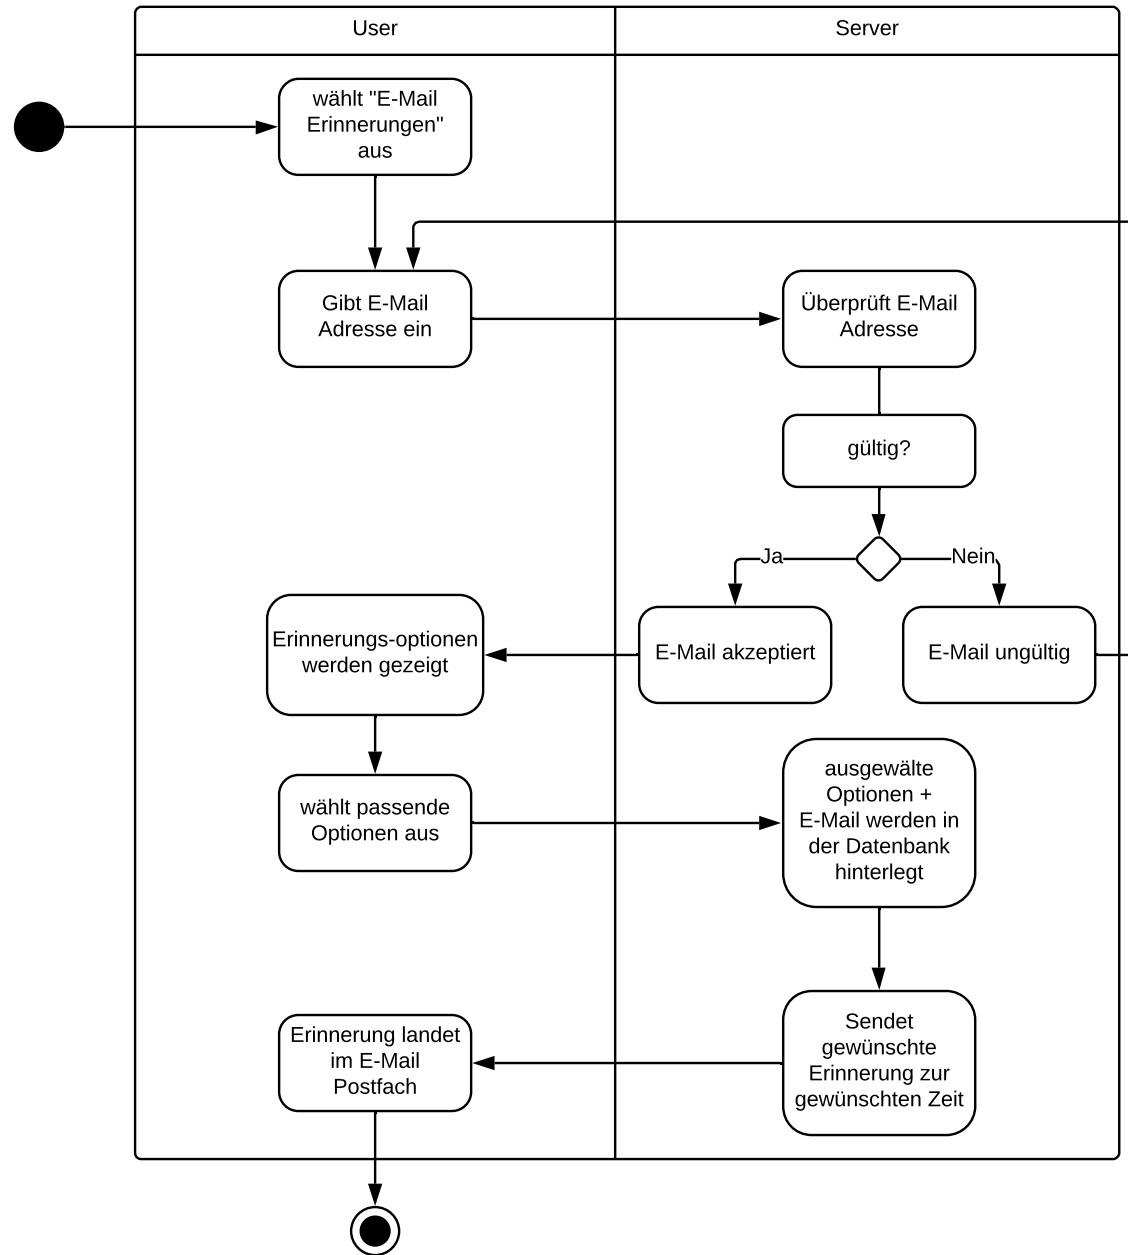 User
Server
wählt "E-Mail
Erinnerungen"
aus
Gibt E-Mail
Adresse ein
Überprüft E-Mail
Adresse
gültig?
Ja
Nein
Erinnerungs-optionen
werden gezeigt
E-Mail akzeptiert
E-Mail ungültig
wählt passende
Optionen aus
ausgewälte
Optionen +
E-Mail werden in
der Datenbank
hinterlegt
Erinnerung landet
im E-Mail
Postfach
Sendet
gewünschte
Erinnerung zur
gewünschten Zeit